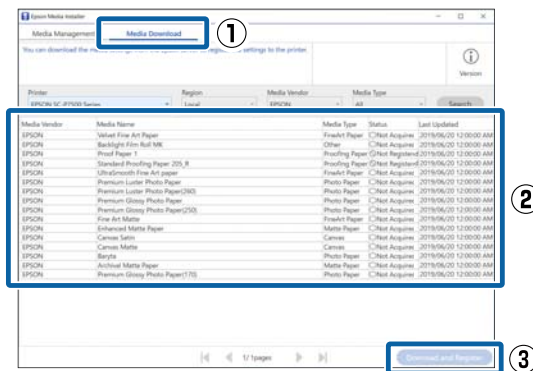 Epson Media Installer
Media Management Media Download ①
You can download the
settings to the printer.
Version
Printer Region Media Vendor Media Type
EPSON SC-P7500 Series Local EPSON All Search
Media Vendor Media Name Media Type Status Last Updated
EPSON Velvet Fine Art Paper FineArt Paper Not Acquired 2019/06/20 12:00:00 AM
EPSON Backlight Film Roll MK Other Not Acquired 2019/06/20 12:00:00 AM
EPSON Proof Paper 1 Proofing Paper Not Registered 2019/06/20 12:00:00 AM
EPSON Standard Proofing Paper 205_R Proofing Paper Not Registered 2019/06/20 12:00:00 AM
EPSON UltraSmooth Fine Art paper FineArt Paper Not Acquired 2019/06/20 12:00:00 AM
EPSON Premium Luster Photo Paper Photo Paper Not Acquired 2019/06/20 12:00:00 AM
EPSON Premium Luster Photo Paper(260) Photo Paper Not Acquired 2019/06/20 12:00:00 AM
EPSON Premium Glossy Photo Paper Photo Paper Not Acquired 2019/06/20 12:00:00 AM
EPSON Premium Glossy Photo Paper(250) Photo Paper Not Acquired 2019/06/20 12:00:00 AM
EPSON Fine Art Matte FineArt Paper Not Acquired 2019/06/20 12:00:00 AM
EPSON Enhanced Matte Paper Matte Paper Not Acquired 2019/06/20 12:00:00 AM
EPSON Canvas Satin Canvas Not Acquired 2019/06/20 12:00:00 AM
EPSON Canvas Matte Canvas Not Acquired 2019/06/20 12:00:00 AM
EPSON Baryta Photo Paper Not Acquired 2019/06/20 12:00:00 AM
EPSON Archival Matte Paper Matte Paper Not Acquired 2019/06/20 12:00:00 AM
EPSON Premium Glossy Photo Paper(170) Photo Paper Not Acquired 2019/06/20 12:00:00 AM
②
1/ 1pages
Download and Register ③